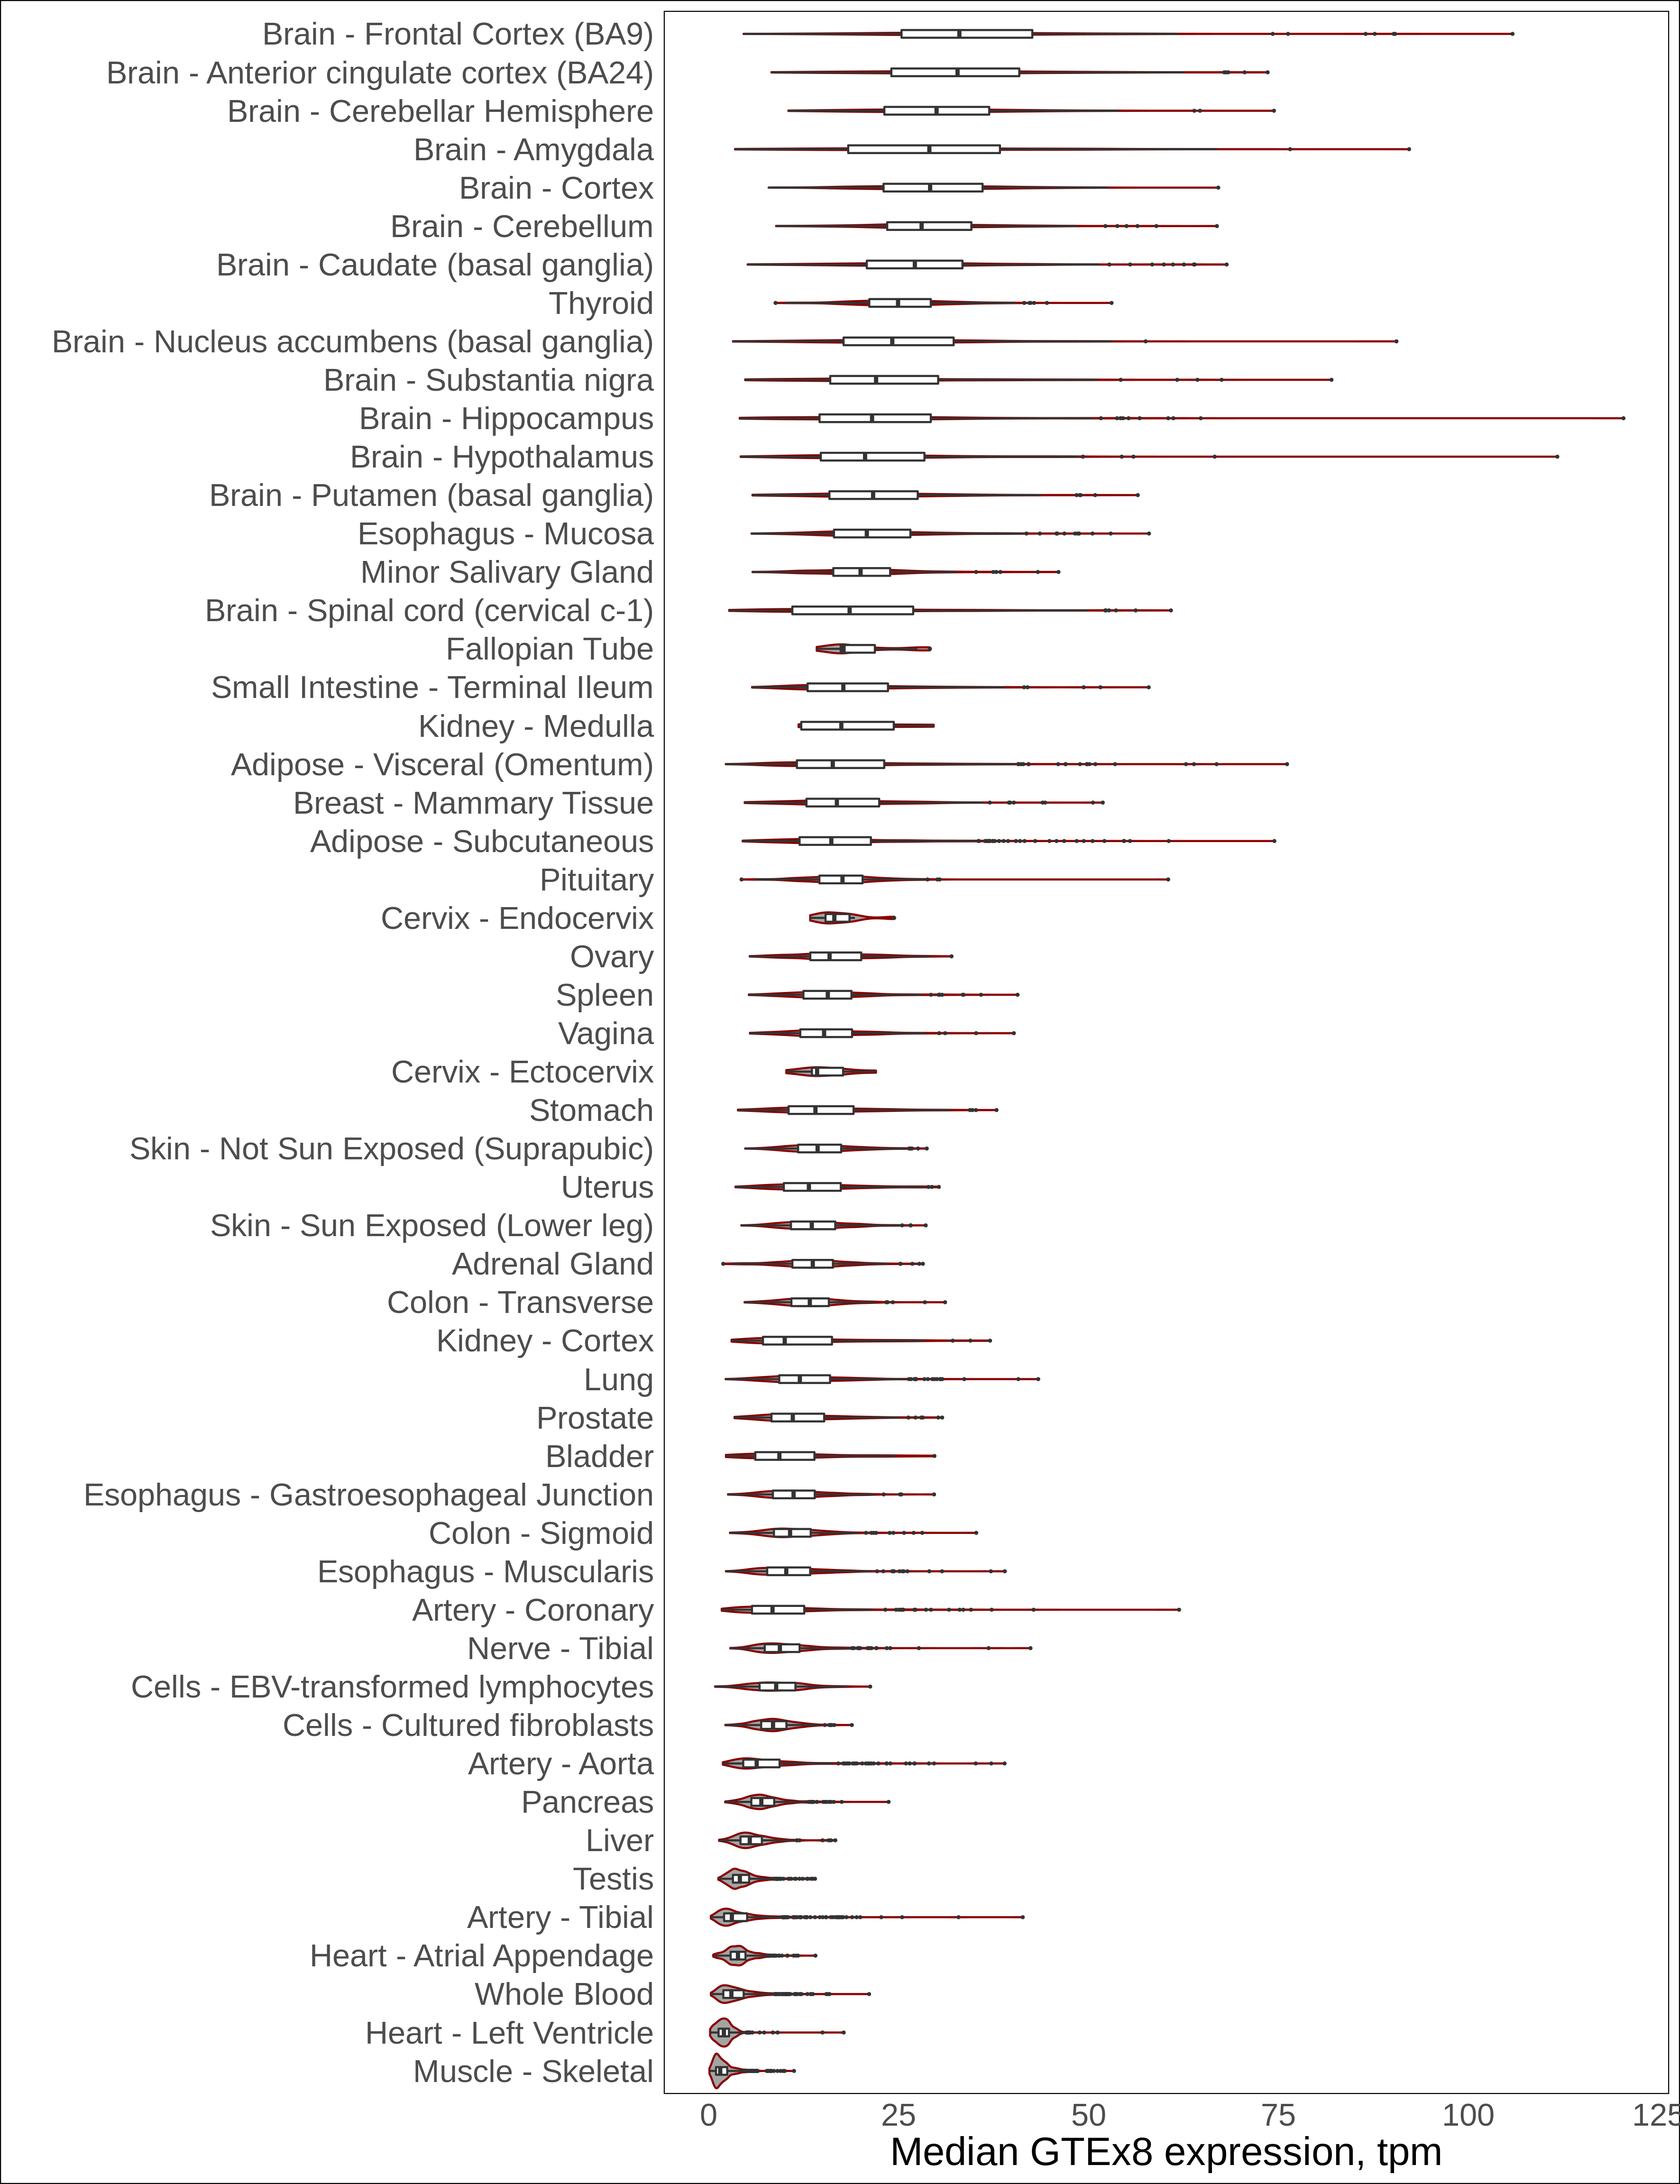 Brain - Frontal Cortex (BA9)
Brain - Anterior cingulate cortex (BA24)
Brain - Cerebellar Hemisphere
Brain - Amygdala
Brain - Cortex
Brain - Cerebellum
Brain - Caudate (basal ganglia)
Thyroid
Brain - Nucleus accumbens (basal ganglia)
Brain - Substantia nigra
Brain - Hippocampus
Brain - Hypothalamus
Brain - Putamen (basal ganglia)
Esophagus - Mucosa
Minor Salivary Gland
Brain - Spinal cord (cervical c-1)
Fallopian Tube
Small Intestine - Terminal Ileum
Kidney - Medulla
Adipose - Visceral (Omentum)
Breast - Mammary Tissue
Adipose - Subcutaneous
Pituitary
Cervix - Endocervix
Ovary
Spleen
Vagina
Cervix - Ectocervix
Stomach
Skin - Not Sun Exposed (Suprapubic)
Uterus
Skin - Sun Exposed (Lower leg)
Adrenal Gland
Colon - Transverse
Kidney - Cortex
Lung
Prostate
Bladder
Esophagus - Gastroesophageal Junction
Colon - Sigmoid
Esophagus - Muscularis
Artery - Coronary
Nerve - Tibial
Cells - EBV-transformed lymphocytes
Cells - Cultured fibroblasts
Artery - Aorta
Pancreas
Liver
Testis
Artery - Tibial
Heart - Atrial Appendage
Whole Blood
Heart - Left Ventricle
Muscle - Skeletal
0 25 50 75 100 125
Median GTEx8 expression, tpm